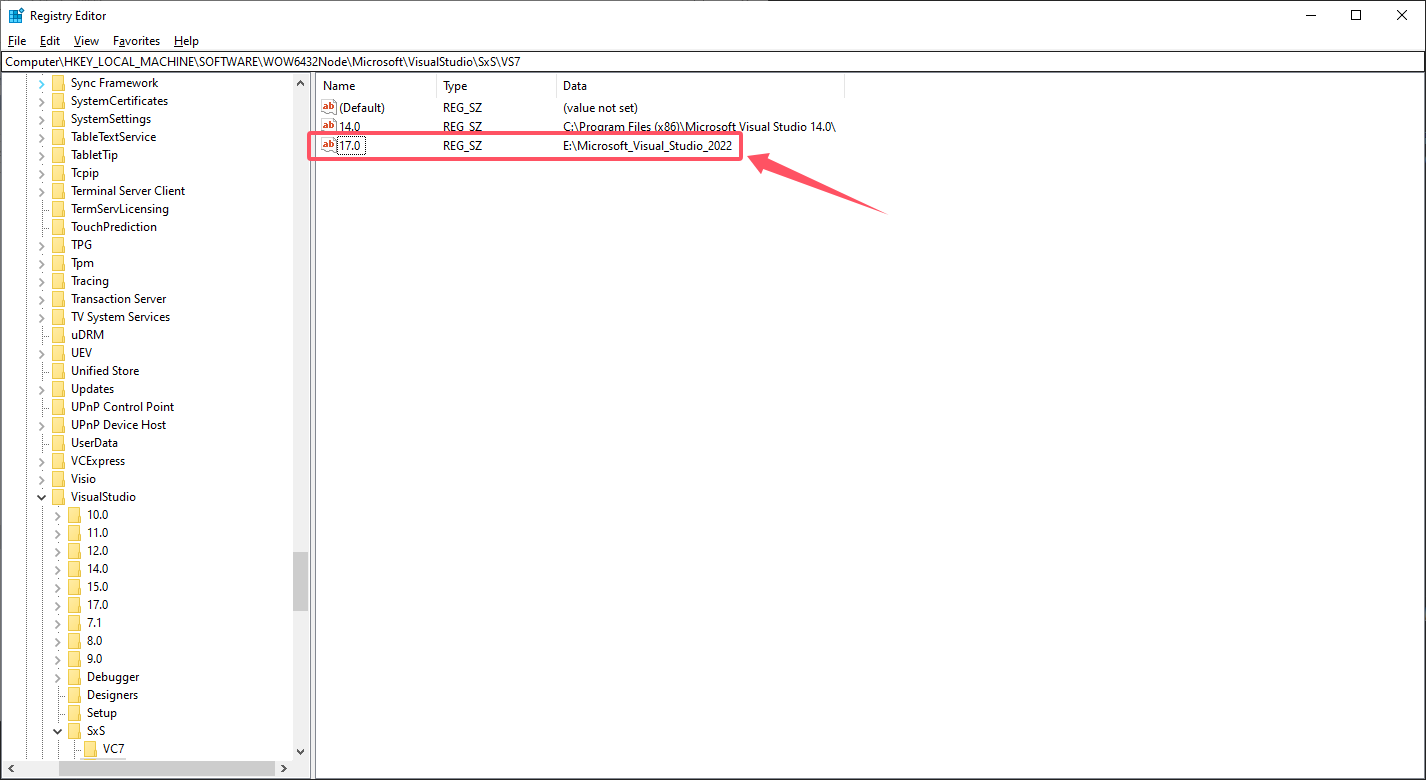 Registry Editor
File Edit View Favorites Help
Computer\HKEY_LOCAL_MACHINE\SOFTWARE\WOW6432Node\Microsoft\VisualStudio\SxS\VS7
Sync Framework
SystemCertificates
SystemSettings
TableTextService
TabletTip
Tcpip
Terminal Server Client
TermServLicensing
TouchPrediction
TPG
Tpm
Tracing
Transaction Server
TV System Services
uDRM
UEV
Unified Store
Updates
UPnP Control Point
UPnP Device Host
UserData
VCExpress
Visio
VisualStudio
10.0
11.0
12.0
14.0
15.0
17.0
7.1
8.0
9.0
Debugger
Designers
Setup
SxS
VC7
Name Type Data
ab (Default) REG_SZ (value not set)
ab 14.0 REG_SZ C:\Program Files (x86)\Microsoft Visual Studio 14.0\
ab 17.0 REG_SZ E:\Microsoft_Visual_Studio_2022